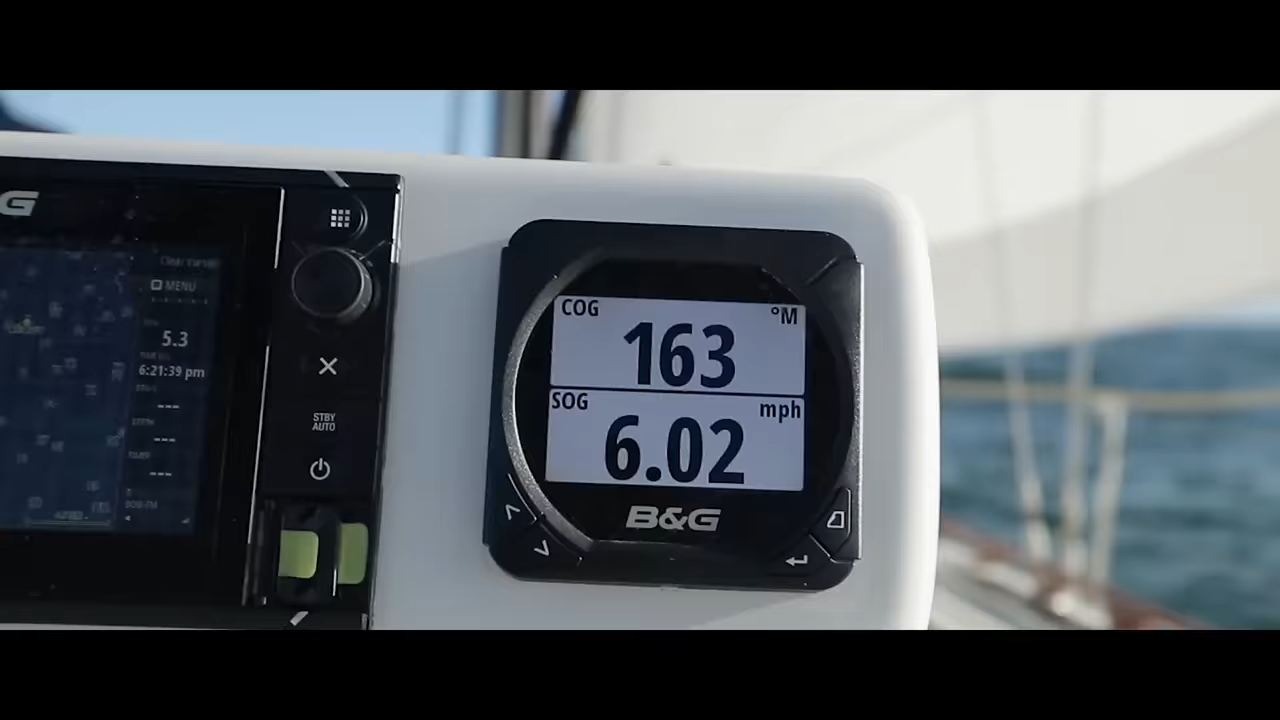 G
MENU
5.3
6:21:39 pm
---
---
---
STBY
AUTO
COG °M
163
SOG mph
6.02
B&G